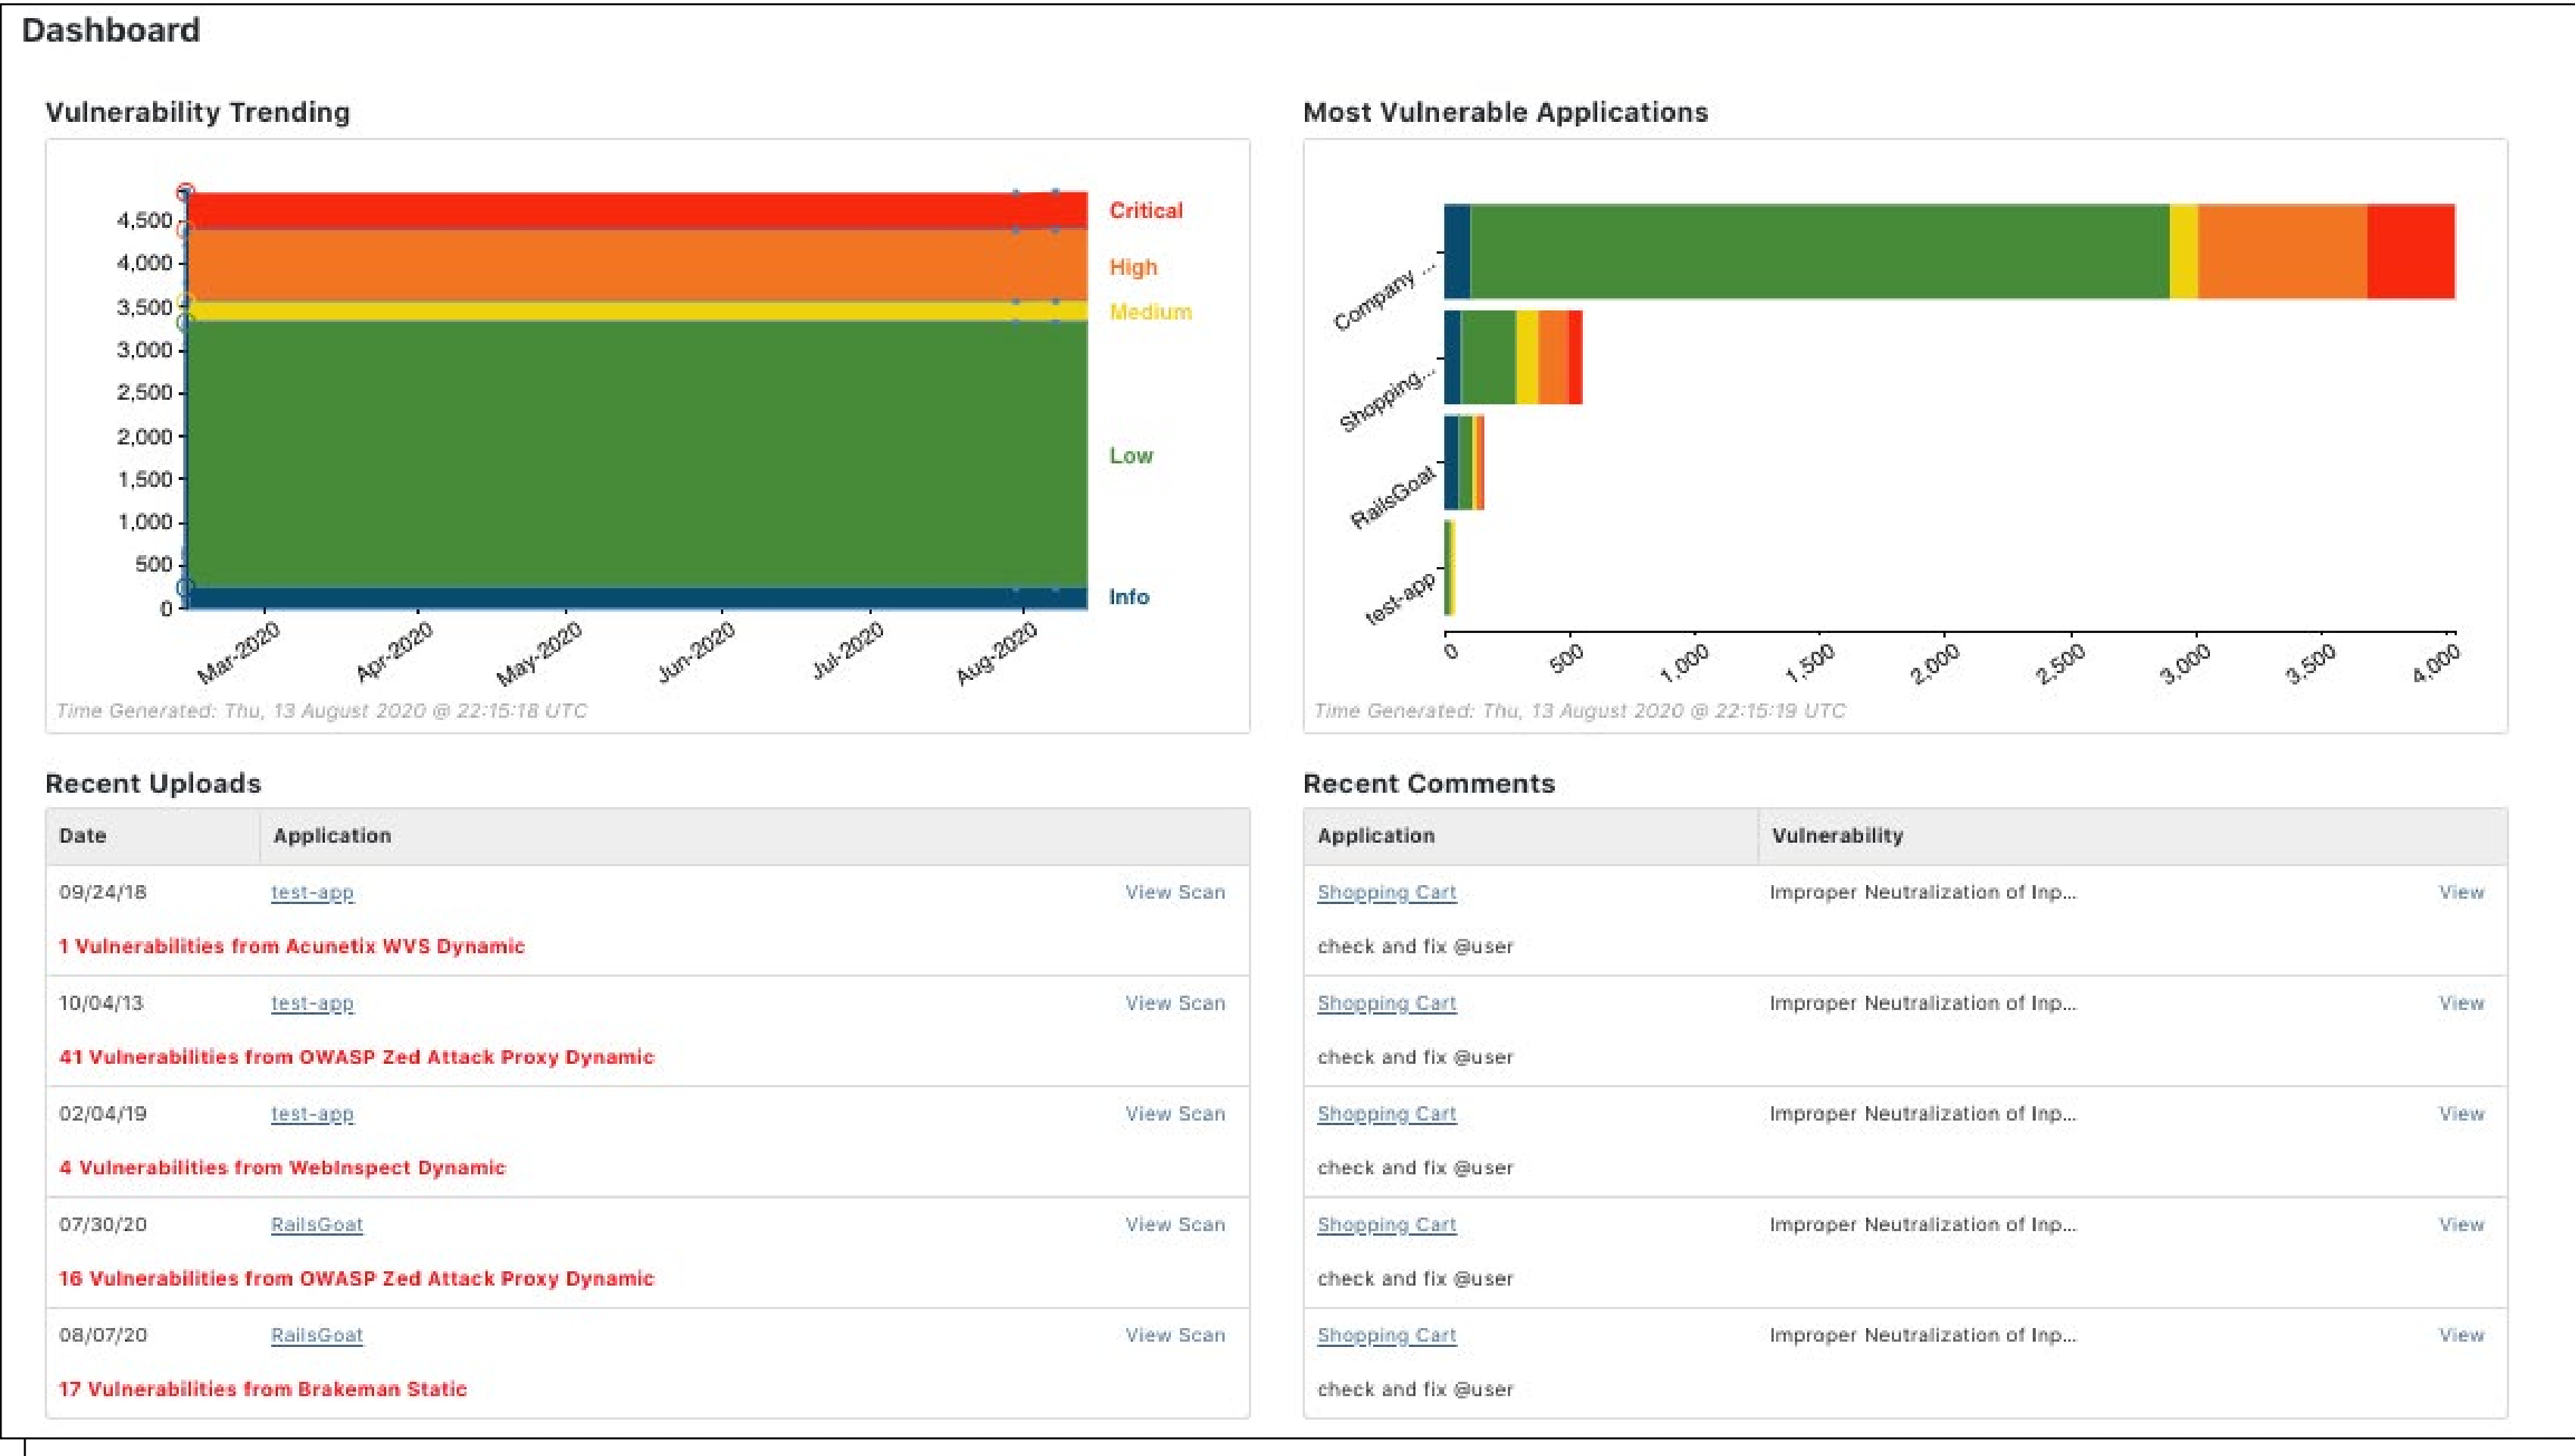 Dashboard
Vulnerability Trending
4,500
4,000
3,500
3,000
2,500
2,000
1,500
1,000
500
0
Critical
High
Medium
Low
Info
Mar-2020
Apr-2020
May-2020
Jun-2020
Jul-2020
Aug-2020
Time Generated: Thu, 13 August 2020 @ 22:15:18 UTC
Most Vulnerable Applications
Company ...
Shopping...
RailsGoat
test-app
0
500
1,000
1,500
2,000
2,500
3,000
3,500
4,000
Time Generated: Thu, 13 August 2020 @ 22:15:19 UTC
Recent Uploads
Date Application
09/24/18 test-app View Scan
1 Vulnerabilities from Acunetix WVS Dynamic
10/04/13 test-app View Scan
41 Vulnerabilities from OWASP Zed Attack Proxy Dynamic
02/04/19 test-app View Scan
4 Vulnerabilities from WebInspect Dynamic
07/30/20 RailsGoat View Scan
16 Vulnerabilities from OWASP Zed Attack Proxy Dynamic
08/07/20 RailsGoat View Scan
17 Vulnerabilities from Brakeman Static
Recent Comments
Application Vulnerability
Shopping Cart Improper Neutralization of Inp... View
check and fix @user
Shopping Cart Improper Neutralization of Inp... View
check and fix @user
Shopping Cart Improper Neutralization of Inp... View
check and fix @user
Shopping Cart Improper Neutralization of Inp... View
check and fix @user
Shopping Cart Improper Neutralization of Inp... View
check and fix @user